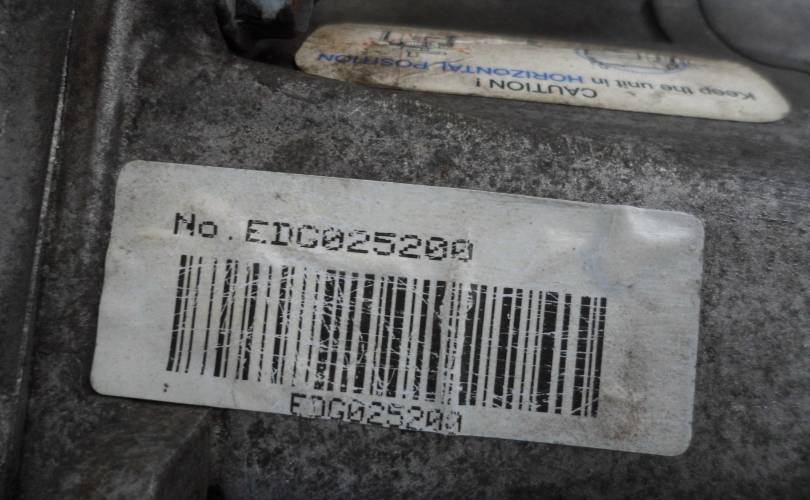 CAUTION !
Keep the unit in HORIZONTAL POSITION
No. EDG025200
EDG025200